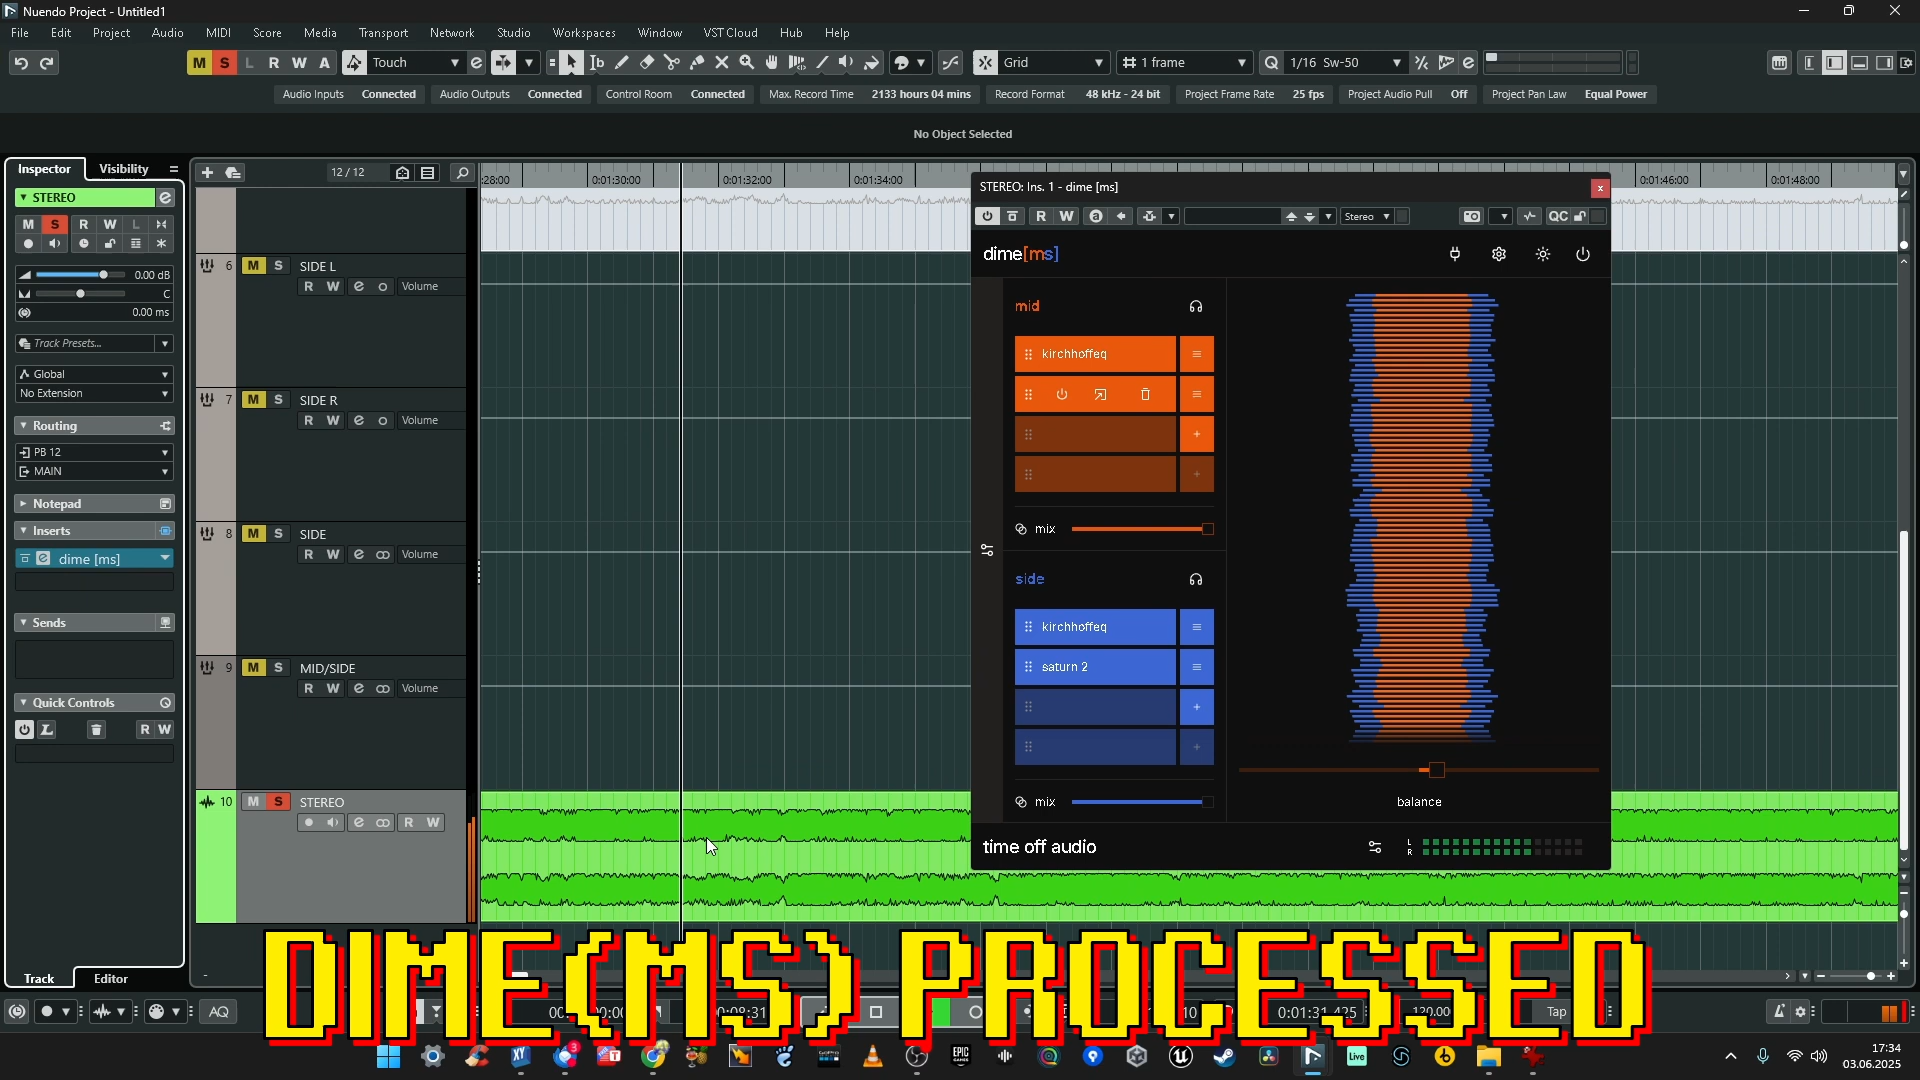 Nuendo Project - Untitled1
File Edit Project Audio MIDI Score Media Transport Network Studio Workspaces Window VST Cloud Hub Help
M S L R W A Touch Grid 1 frame Q 1/16 Sw-50
Audio Inputs Connected Audio Outputs Connected Control Room Connected Max. Record Time 2133 hours 04 mins Record Format 48 kHz - 24 bit Project Frame Rate 25 fps Project Audio Pull Off Project Pan Law Equal Power
No Object Selected
Inspector Visibility
12 / 12
:28:00 0:01:30:00 0:01:32:00 0:01:34:00 0:01:46:00 0:01:48:00
STEREO
M S R W L
0.00 dB
C
0.00 ms
Track Presets...
Global
No Extension
Routing
PB 12
MAIN
Notepad
Inserts
dime [ms]
Sends
Quick Controls
R W
Track Editor
6 M S SIDE L
R W e Volume
7 M S SIDE R
R W e Volume
8 M S SIDE
R W e Volume
9 M S MID/SIDE
R W e Volume
10 M S STEREO
e R W
STEREO: Ins. 1 - dime [ms]
R W a Stereo QC
dime[ms]
mid
kirchhoffeq
mix
side
kirchhoffeq
saturn 2
mix
balance
time off audio
L
R
DIME(MS) PROCESSED
AQ
0:01:31.425
120.000
Tap
EPIC GAMES
Live
17:34
03.06.2025